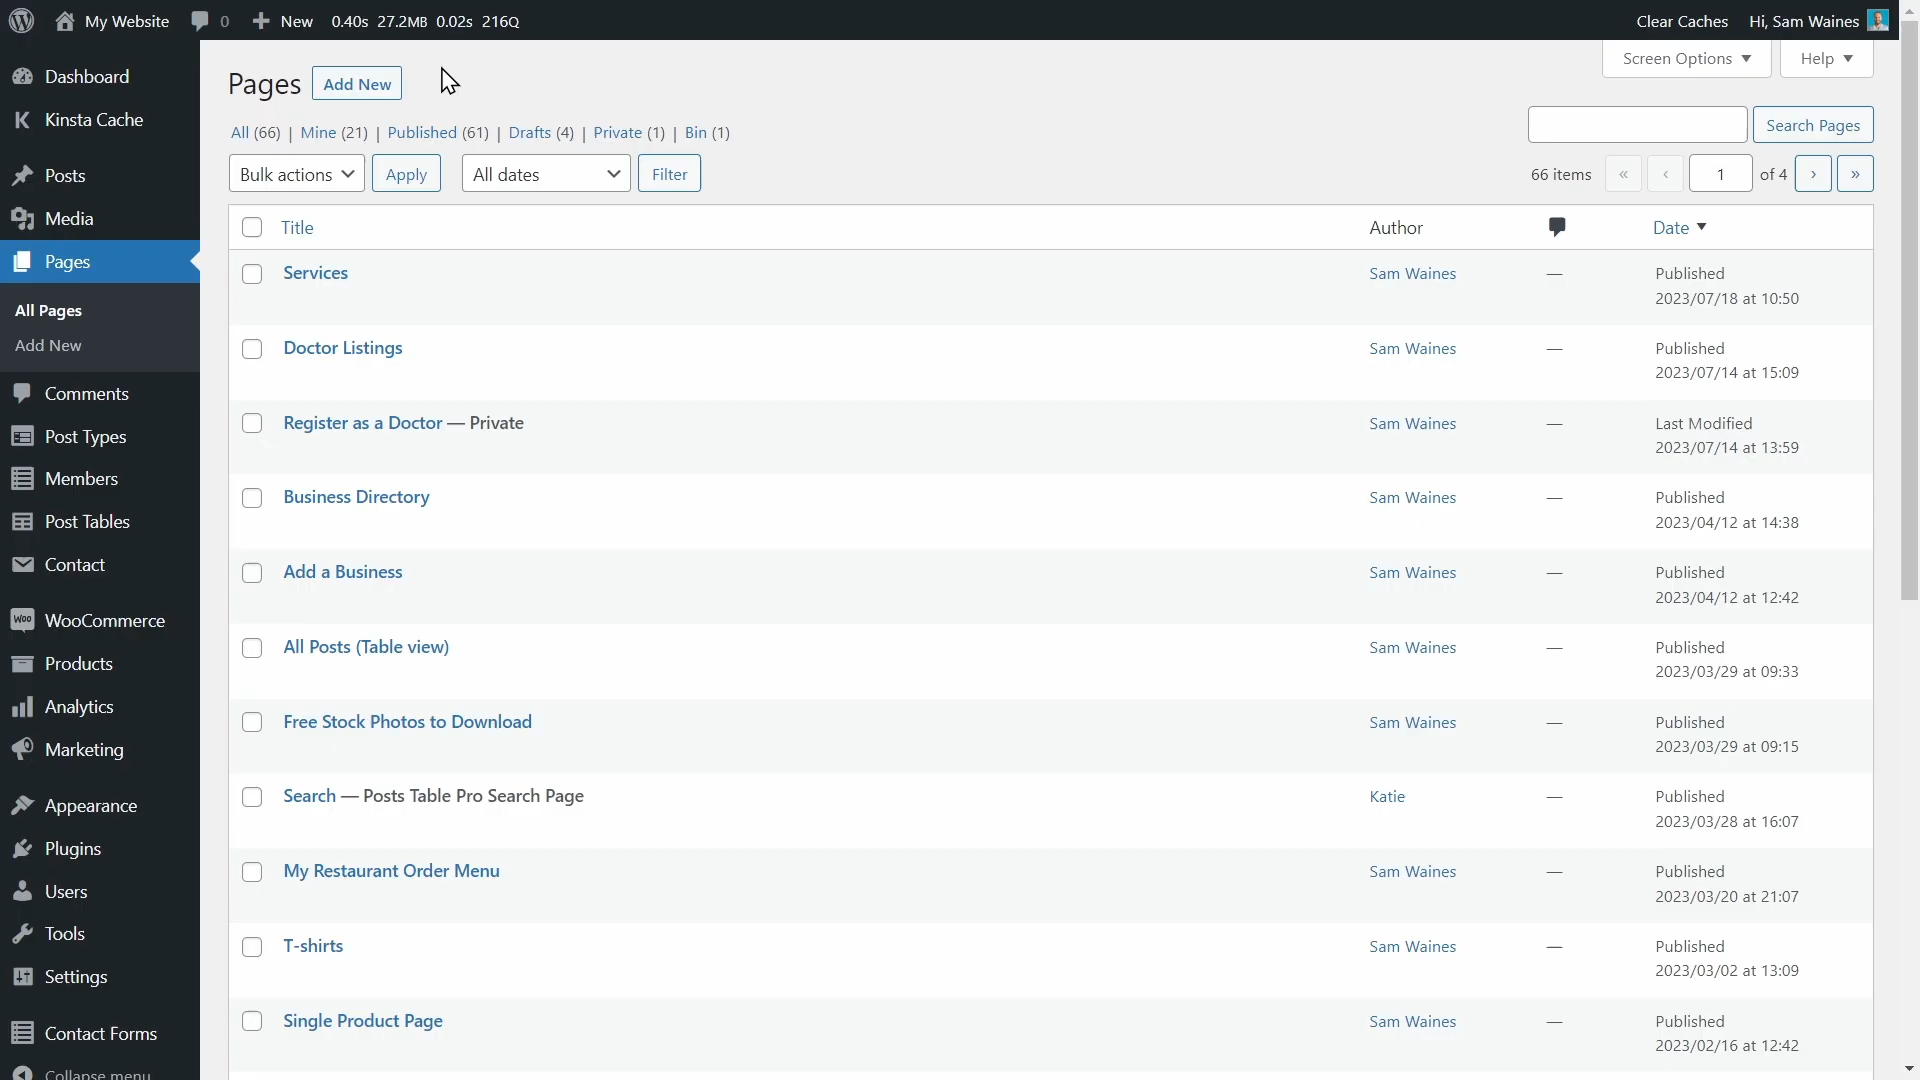 My Website 0 New 0.40s 27.2MB 0.02s 216Q Clear Caches Hi, Sam Waines
Screen Options Help
Dashboard
Kinsta Cache
Posts
Media
Pages
All Pages
Add New
Comments
Post Types
Members
Post Tables
Contact
WooCommerce
Products
Analytics
Marketing
Appearance
Plugins
Users
Tools
Settings
Contact Forms
Collapse menu
Pages Add New
All (66) | Mine (21) | Published (61) | Drafts (4) | Private (1) | Bin (1)
Search Pages
Bulk actions Apply All dates Filter
66 items « ‹ 1 of 4 › »
Title Author Date
Services Sam Waines — Published
2023/07/18 at 10:50
Doctor Listings Sam Waines — Published
2023/07/14 at 15:09
Register as a Doctor — Private Sam Waines — Last Modified
2023/07/14 at 13:59
Business Directory Sam Waines — Published
2023/04/12 at 14:38
Add a Business Sam Waines — Published
2023/04/12 at 12:42
All Posts (Table view) Sam Waines — Published
2023/03/29 at 09:33
Free Stock Photos to Download Sam Waines — Published
2023/03/29 at 09:15
Search — Posts Table Pro Search Page Katie — Published
2023/03/28 at 16:07
My Restaurant Order Menu Sam Waines — Published
2023/03/20 at 21:07
T-shirts Sam Waines — Published
2023/03/02 at 13:09
Single Product Page Sam Waines — Published
2023/02/16 at 12:42